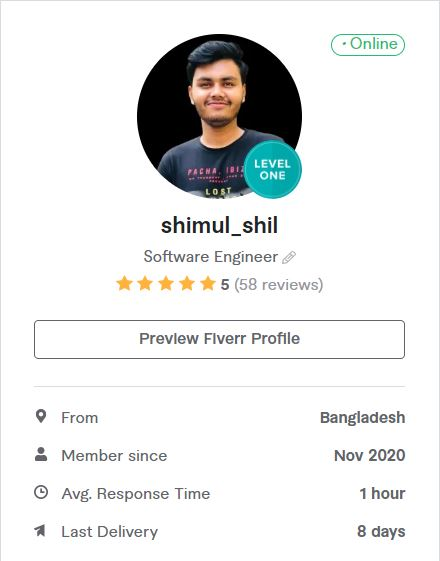 Online
LEVEL
ONE
PACHA, IBIZ
LOST
shimul_shil
Software Engineer
5 (58 reviews)
Preview Fiverr Profile
From Bangladesh
Member since Nov 2020
Avg. Response Time 1 hour
Last Delivery 8 days